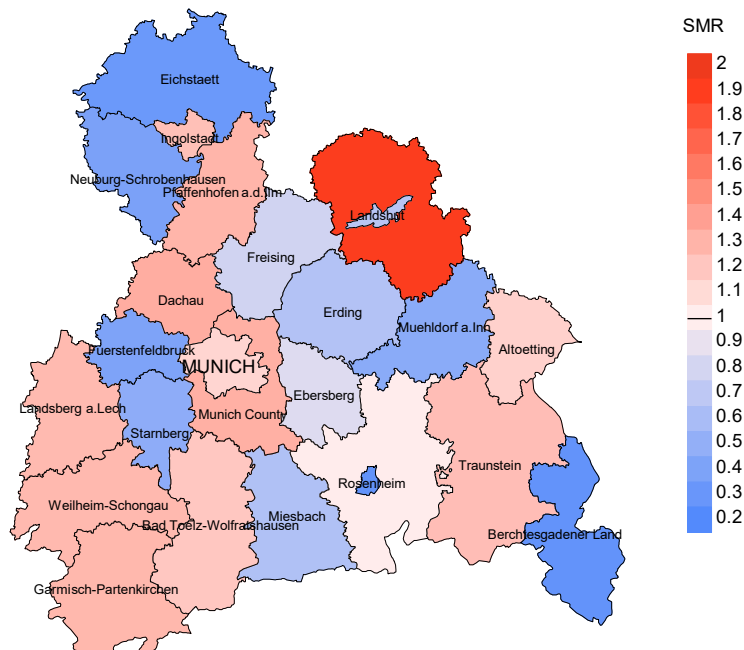 SMR
2
1.9
1.8
1.7
1.6
1.5
1.4
1.3
1.2
1.1
1
0.9
0.8
0.7
0.6
0.5
0.4
0.3
0.2
Eichstaett
Ingolstadt
Neuburg-Schrobenhausen
Pfaffenhofen a.d.Ilm
Landshut
Freising
Dachau
Erding
Muehldorf a.Inn
Fuerstenfeldbruck
Altoetting
MUNICH
Ebersberg
Landsberg a.Lech
Munich County
Starnberg
Traunstein
Rosenheim
Weilheim-Schongau
Miesbach
Bad Toelz-Wolfratshausen
Berchtesgadener Land
Garmisch-Partenkirchen